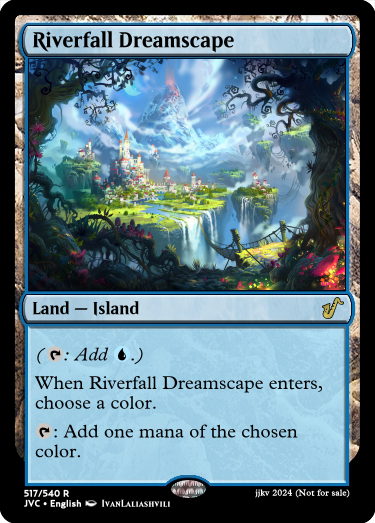 Riverfall Dreamscape
Land — Island
(: Add .)
When Riverfall Dreamscape enters,
choose a color.
: Add one mana of the chosen
color.
517/540 R
JVC • English IvanLaliashvili
jjkv 2024 (Not for sale)